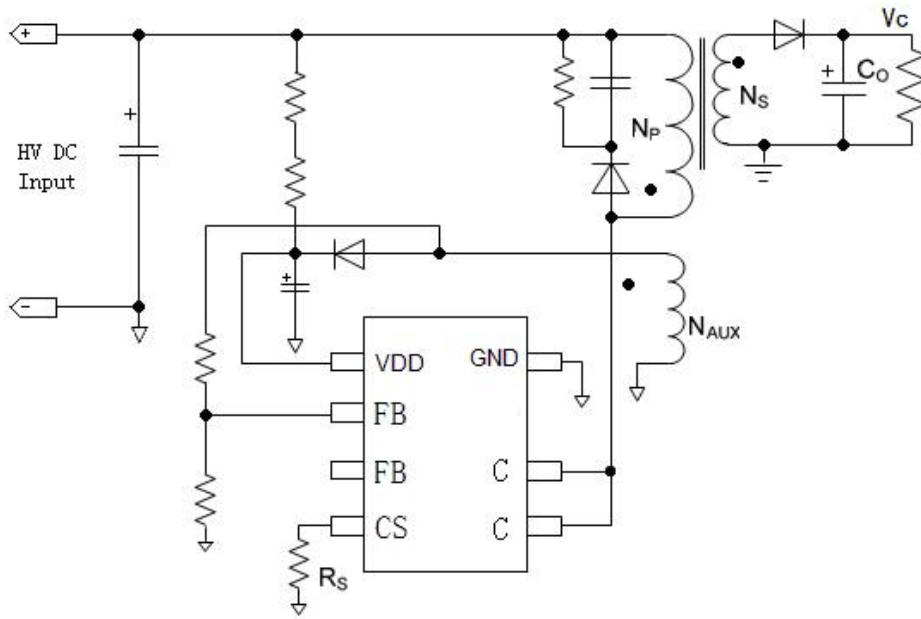 +
Vc
+
HV DC
Input
+
NP
NS
+
CO
+
-
NAUX
VDD
GND
FB
FB
C
CS
C
RS